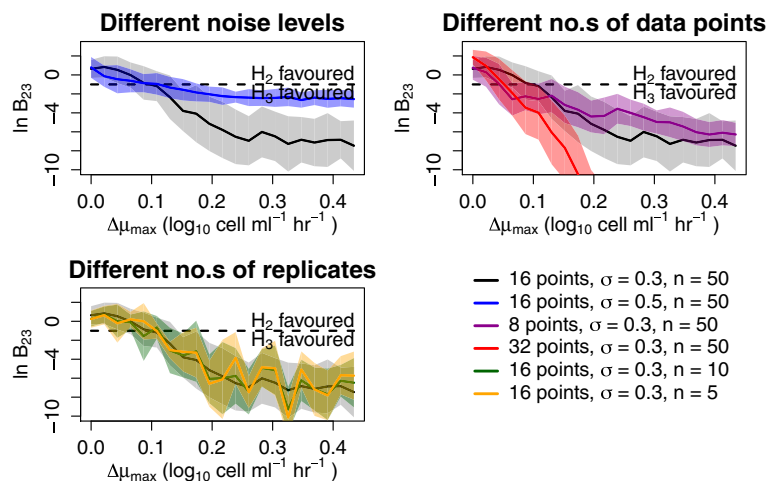 Different noise levels
ln B₂₃
0
−4
−10
H₂ favoured
H₃ favoured
0.0 0.1 0.2 0.3 0.4
Δμmax (log₁₀ cell ml⁻¹ hr⁻¹ )
Different no.s of data points
ln B₂₃
0
−4
−10
H₂ favoured
H₃ favoured
0.0 0.1 0.2 0.3 0.4
Δμmax (log₁₀ cell ml⁻¹ hr⁻¹ )
Different no.s of replicates
ln B₂₃
0
−4
−10
H₂ favoured
H₃ favoured
0.0 0.1 0.2 0.3 0.4
Δμmax (log₁₀ cell ml⁻¹ hr⁻¹ )
16 points, σ = 0.3, n = 50
16 points, σ = 0.5, n = 50
8 points, σ = 0.3, n = 50
32 points, σ = 0.3, n = 50
16 points, σ = 0.3, n = 10
16 points, σ = 0.3, n = 5